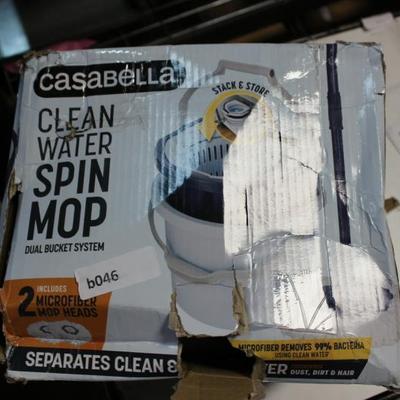 casabella
STACK & STORE
CLEAN
WATER
SPIN
MOP
DUAL BUCKET SYSTEM
b046
INCLUDES
2 MICROFIBER
MOP HEADS
MICROFIBER REMOVES 99% BACTERIA
USING CLEAN WATER
SEPARATES CLEAN &
DUST, DIRT & HAIR